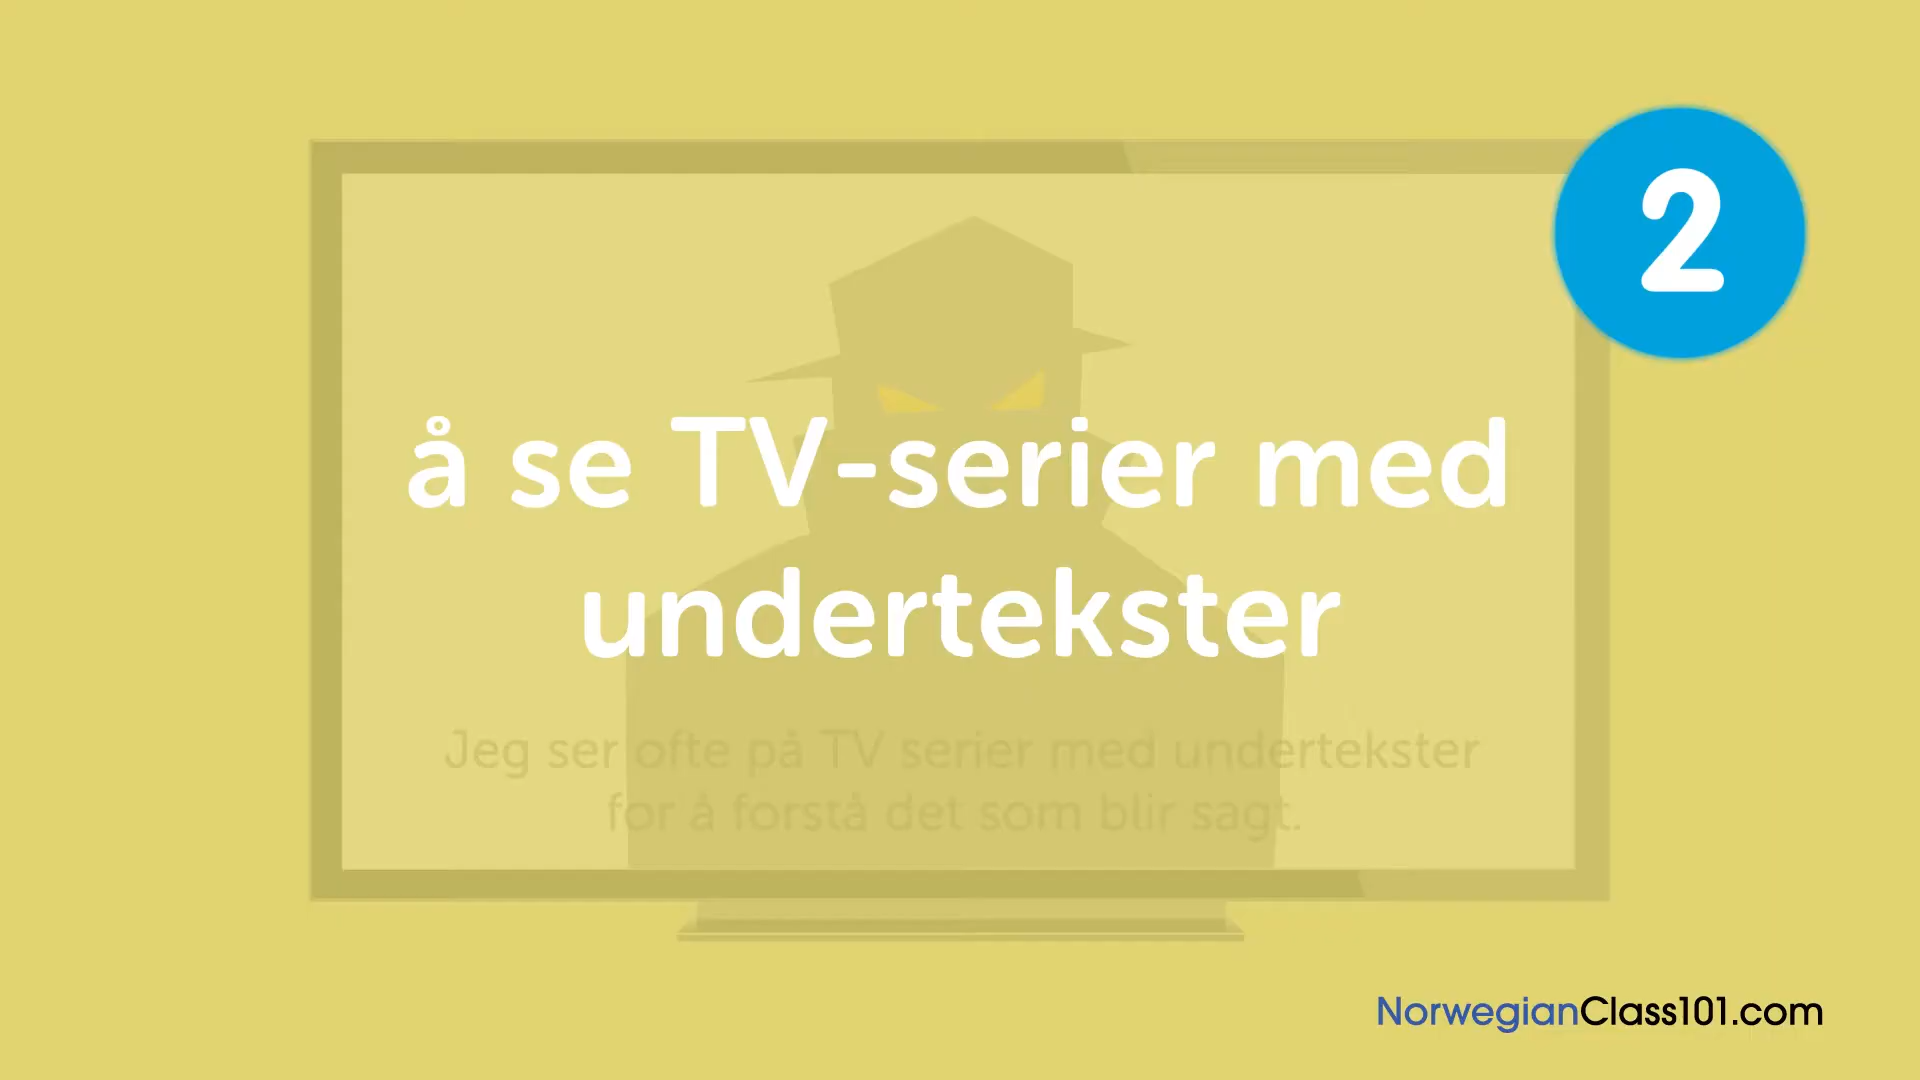 2
å se TV-serier med
undertekster
Jeg ser ofte på TV serier med undertekster
for å forstå det som blir sagt.
NorwegianClass101.com